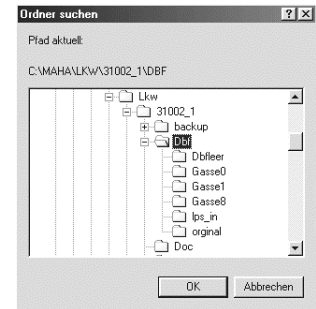 Ordner suchen
Pfad aktuell:
C:\MAHA\LKW\31002_1\DBF
Lkw
31002_1
backup
Dbf
Dbfleer
Gasse0
Gasse1
Gasse8
lps_in
orginal
Doc
OK Abbrechen